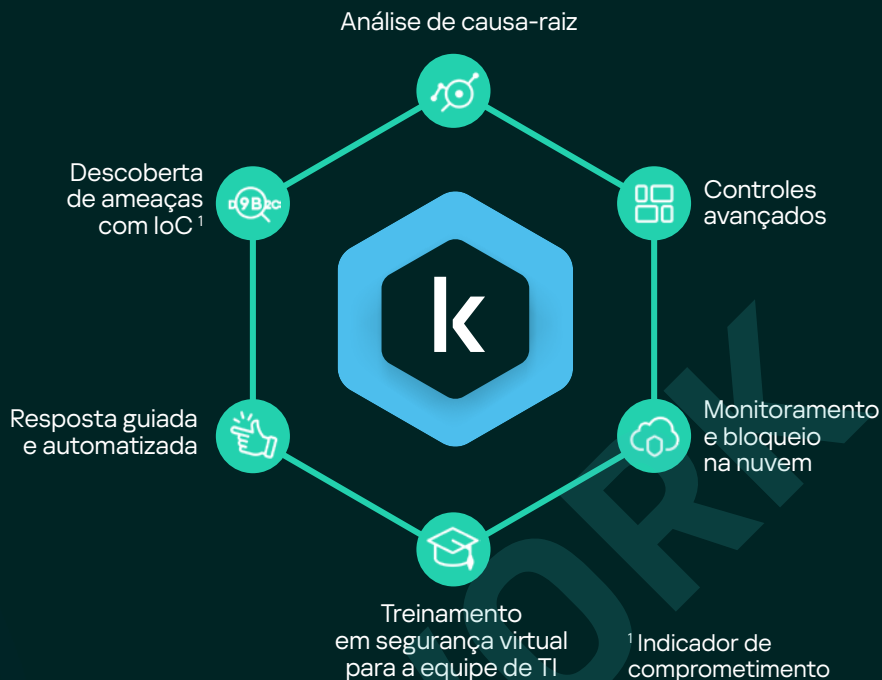 Análise de causa-raiz
Descoberta
de ameaças
com IoC ¹
Controles
avançados
k
Resposta guiada
e automatizada
Monitoramento
e bloqueio
na nuvem
Treinamento
em segurança virtual
para a equipe de TI
¹ Indicador de
comprometimento